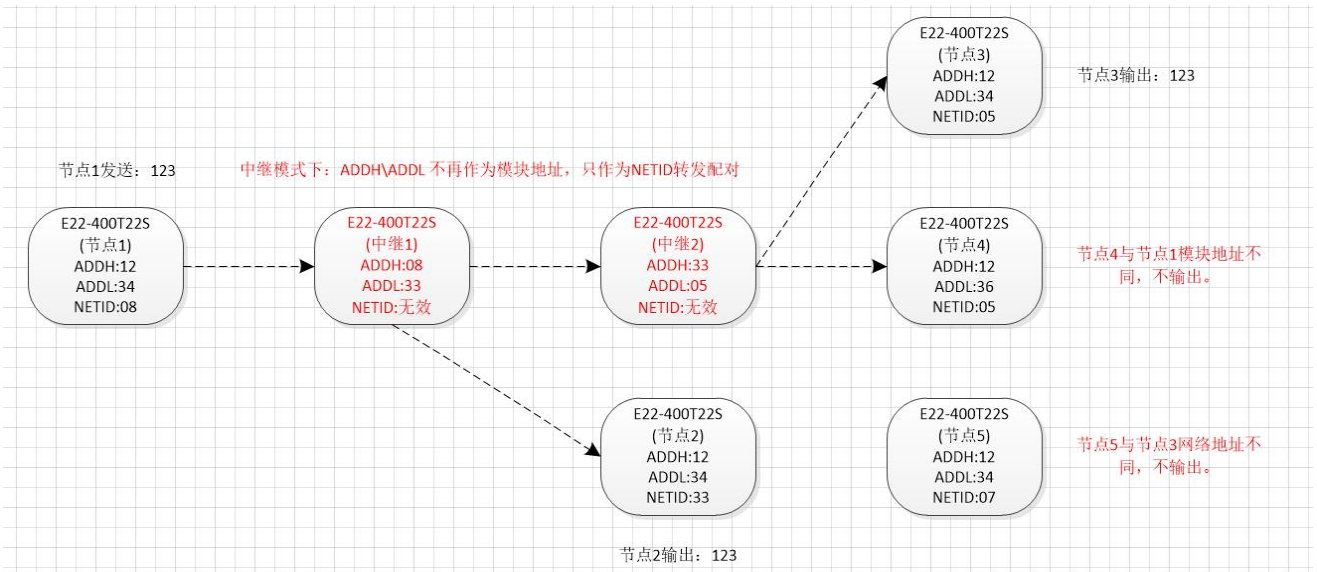 E22-400T22S
(节点3)
ADDH:12
ADDL:34
NETID:05
节点3输出：123
节点1发送：123
中继模式下：ADDH\ADDL 不再作为模块地址，只作为NETID转发配对
E22-400T22S
(节点1)
ADDH:12
ADDL:34
NETID:08
E22-400T22S
(中继1)
ADDH:08
ADDL:33
NETID:无效
E22-400T22S
(中继2)
ADDH:33
ADDL:05
NETID:无效
E22-400T22S
(节点4)
ADDH:12
ADDL:36
NETID:05
节点4与节点1模块地址不
同，不输出。
E22-400T22S
(节点2)
ADDH:12
ADDL:34
NETID:33
E22-400T22S
(节点5)
ADDH:12
ADDL:34
NETID:07
节点5与节点3网络地址不
同，不输出。
节点2输出：123